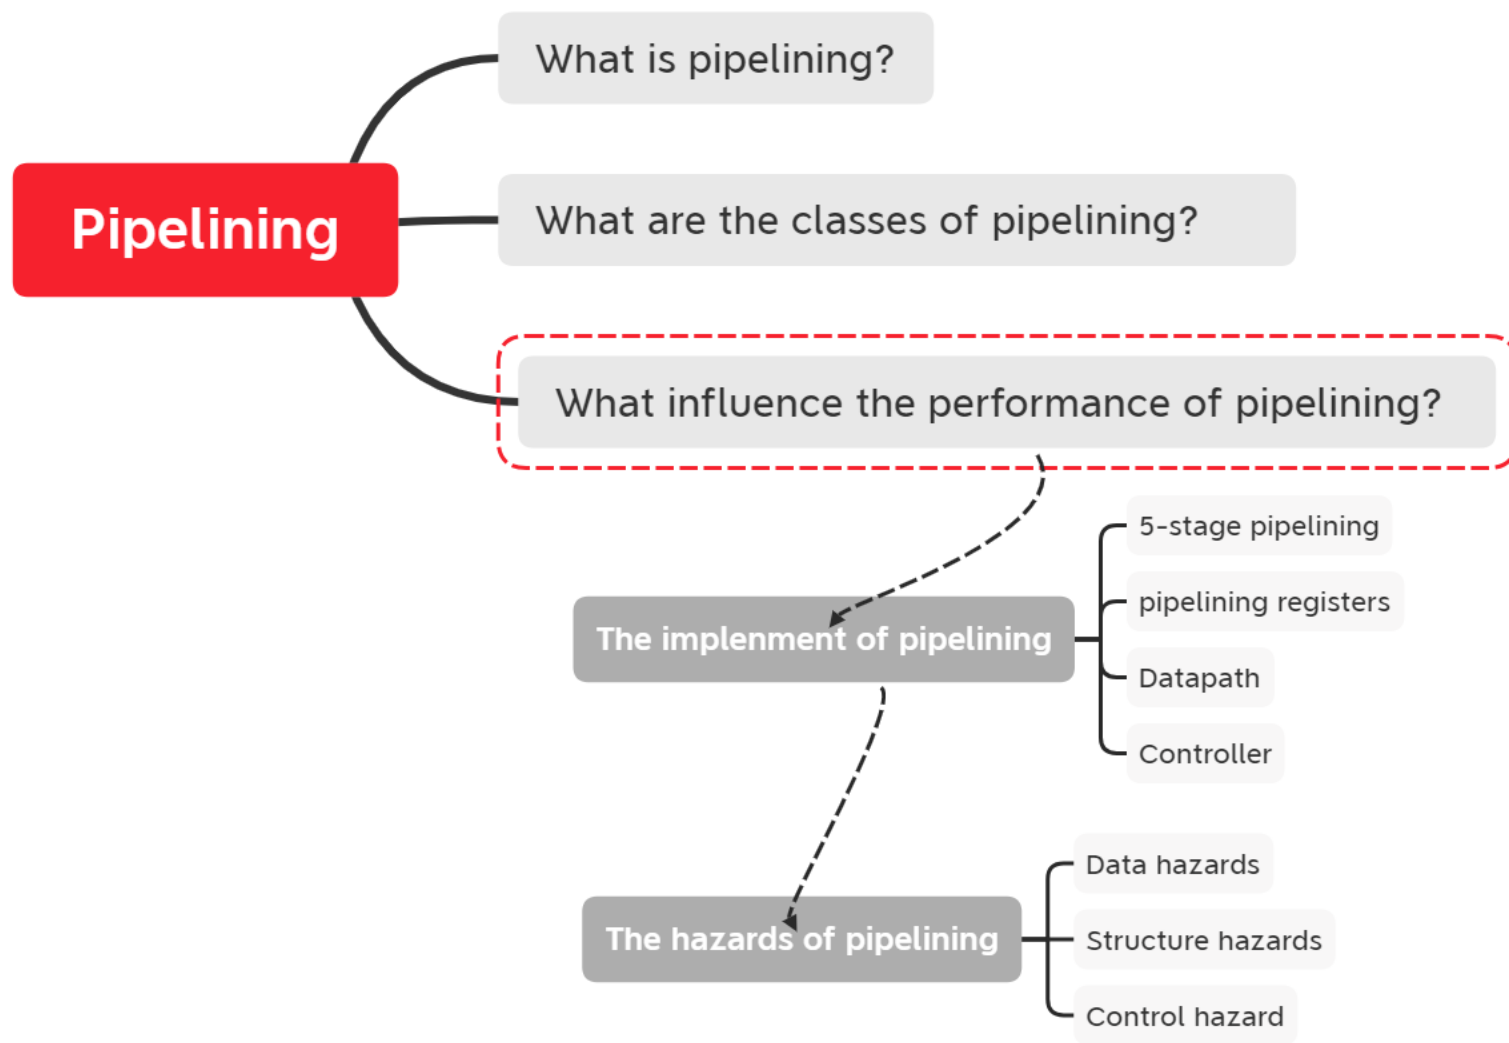 What is pipelining?
Pipelining
What are the classes of pipelining?
What influence the performance of pipelining?
5-stage pipelining
pipelining registers
The implenment of pipelining
Datapath
Controller
Data hazards
The hazards of pipelining
Structure hazards
Control hazard